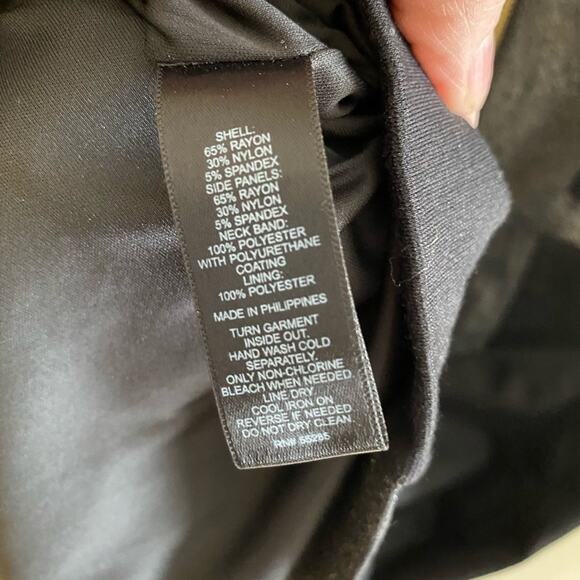 SHELL:
65% RAYON
30% NYLON
5% SPANDEX
SIDE PANELS:
65% RAYON
30% NYLON
5% SPANDEX
NECK BAND:
100% POLYESTER
WITH POLYURETHANE
COATING
LINING:
100% POLYESTER
MADE IN PHILIPPINES
TURN GARMENT
INSIDE OUT.
HAND WASH COLD
SEPARATELY.
ONLY NON-CHLORINE
BLEACH WHEN NEEDED
LINE DRY
COOL IRON ON
REVERSE IF NEEDED
DO NOT DRY CLEAN.
RN# 55285